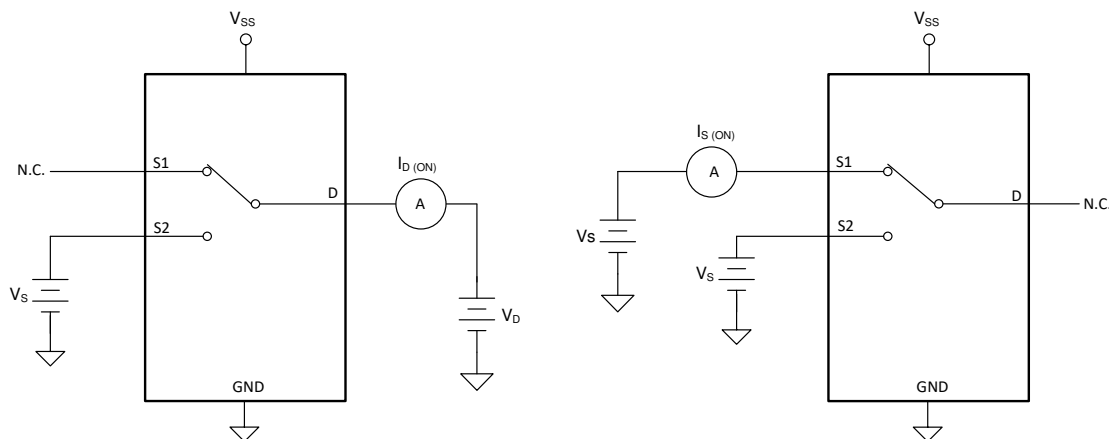 VSS
N.C.
S1
D
ID (ON)
A
S2
VS
VD
GND
VSS
IS (ON)
A
S1
D
N.C.
Vs
S2
VS
GND